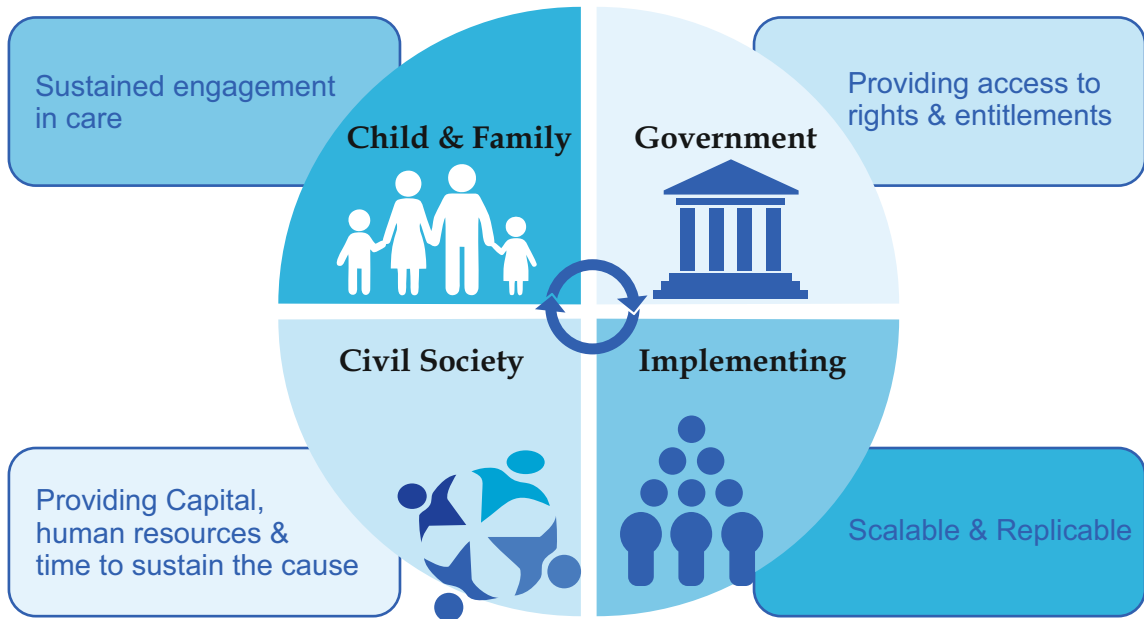 Sustained engagement
in care
Child & Family
Government
Providing access to
rights & entitlements
Civil Society
Implementing
Providing Capital,
human resources &
time to sustain the cause
Scalable & Replicable